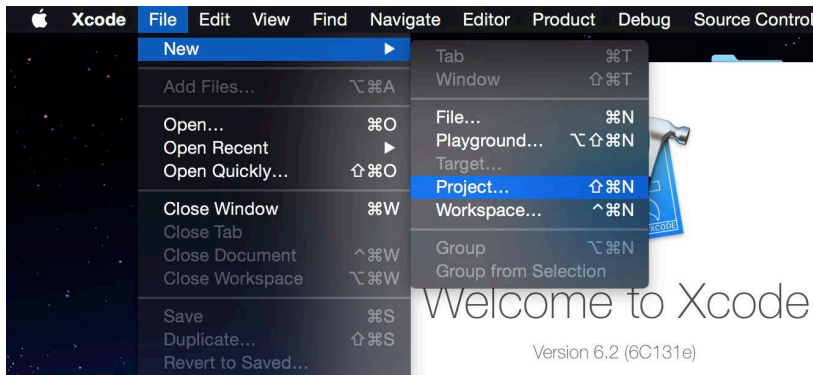 Xcode File Edit View Find Navigate Editor Product Debug Source Control
New ▶
Add Files... ⌥⌘A
Open... ⌘O
Open Recent ▶
Open Quickly... ⇧⌘O
Close Window ⌘W
Close Tab
Close Document ^⌘W
Close Workspace ⌥⌘W
Save ⌘S
Duplicate... ⇧⌘S
Revert to Saved...
Tab ⌘T
Window ⇧⌘T
File... ⌘N
Playground... ⌥⇧⌘N
Target...
Project... ⇧⌘N
Workspace... ^⌘N
Group ⌥⌘N
Group from Selection
XCODE
Welcome to Xcode
Version 6.2 (6C131e)